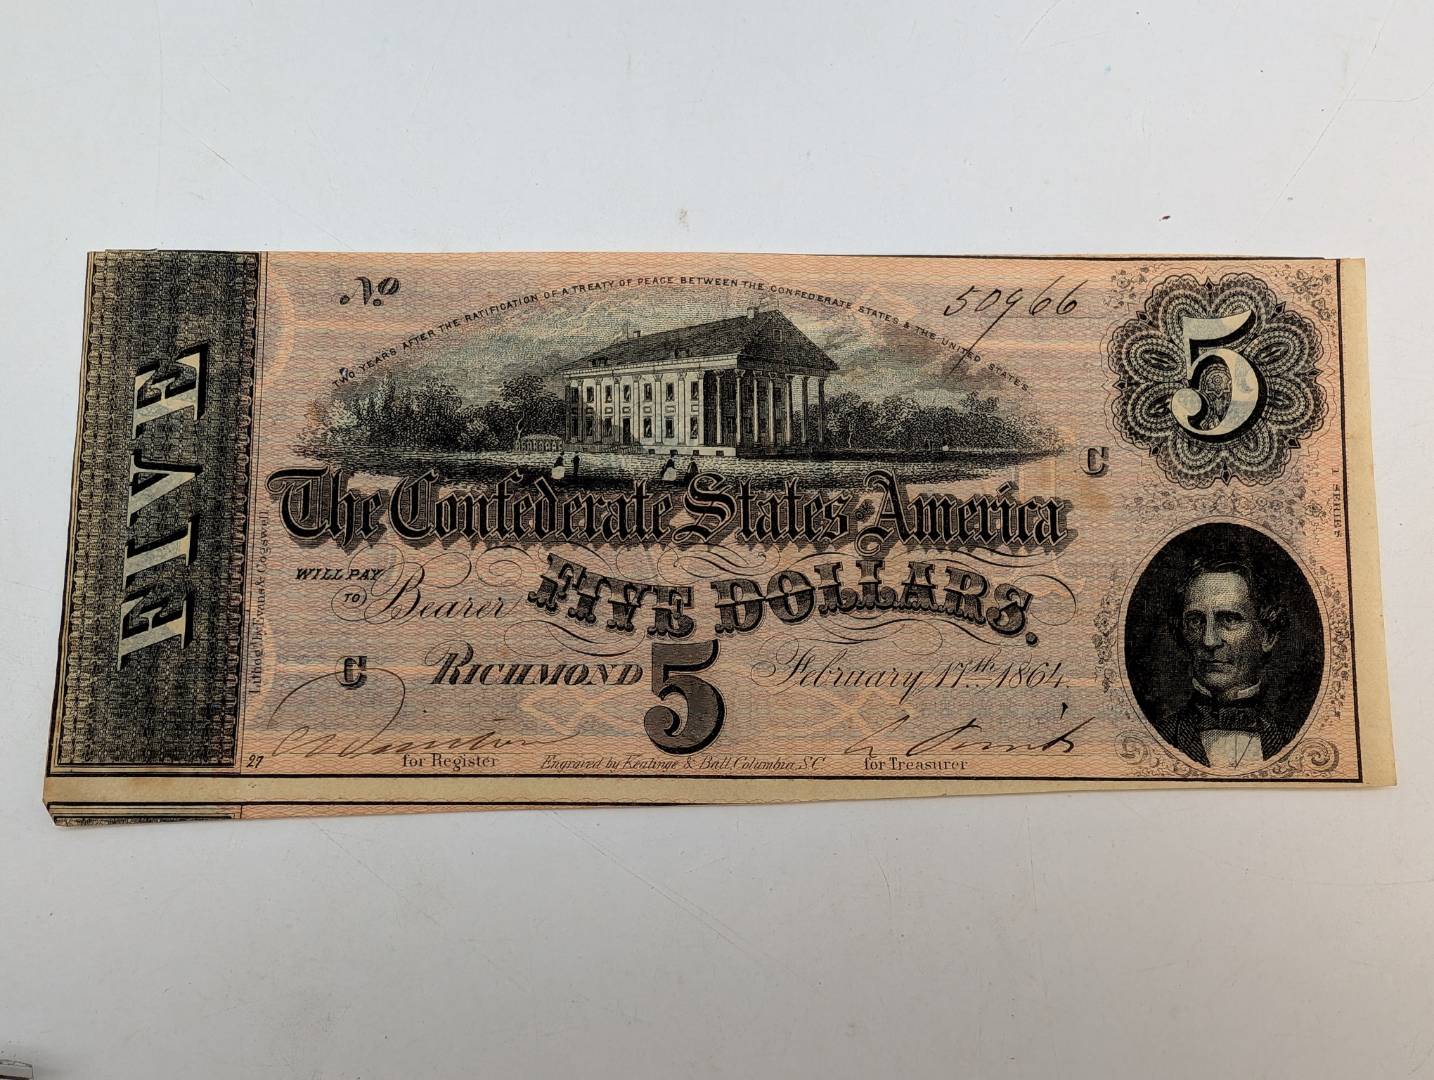 No
50966
TWO YEARS AFTER THE RATIFICATION OF A TREATY OF PEACE BETWEEN THE CONFEDERATE STATES & THE UNITED STATES
5
C
The Confederate States of America
1 SERIES
FIVE
WILL PAY
TO
Bearer
FIVE DOLLARS.
Lithog'd by Evans & Cogswell
C
RICHMOND
5
February 17th 1864.
27
for Register
Engraved by Keatinge & Ball, Columbia, S.C.
for Treasurer